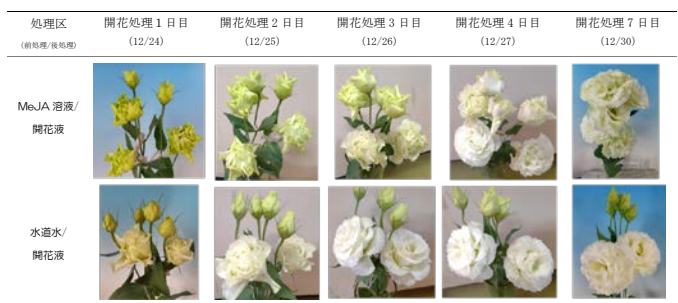 処理区 開花処理１日目 開花処理２日目 開花処理３日目 開花処理４日目 開花処理７日目
(前処理/後処理) (12/24) (12/25) (12/26) (12/27) (12/30)
MeJA 溶液/
開花液
水道水/
開花液